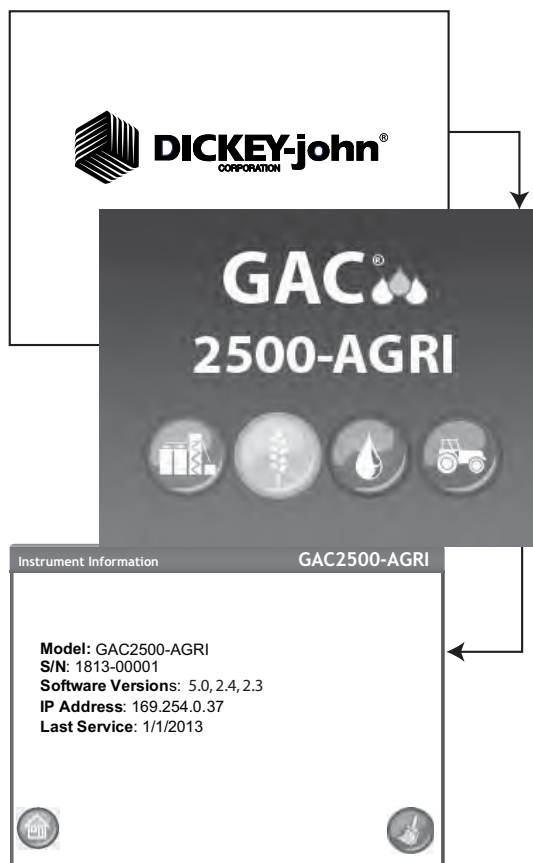 DICKEY-john®
CORPORATION
GAC®
2500-AGRI
Instrument Information GAC2500-AGRI
Model: GAC2500-AGRI
S/N: 1813-00001
Software Versions: 5.0, 2.4, 2.3
IP Address: 169.254.0.37
Last Service: 1/1/2013